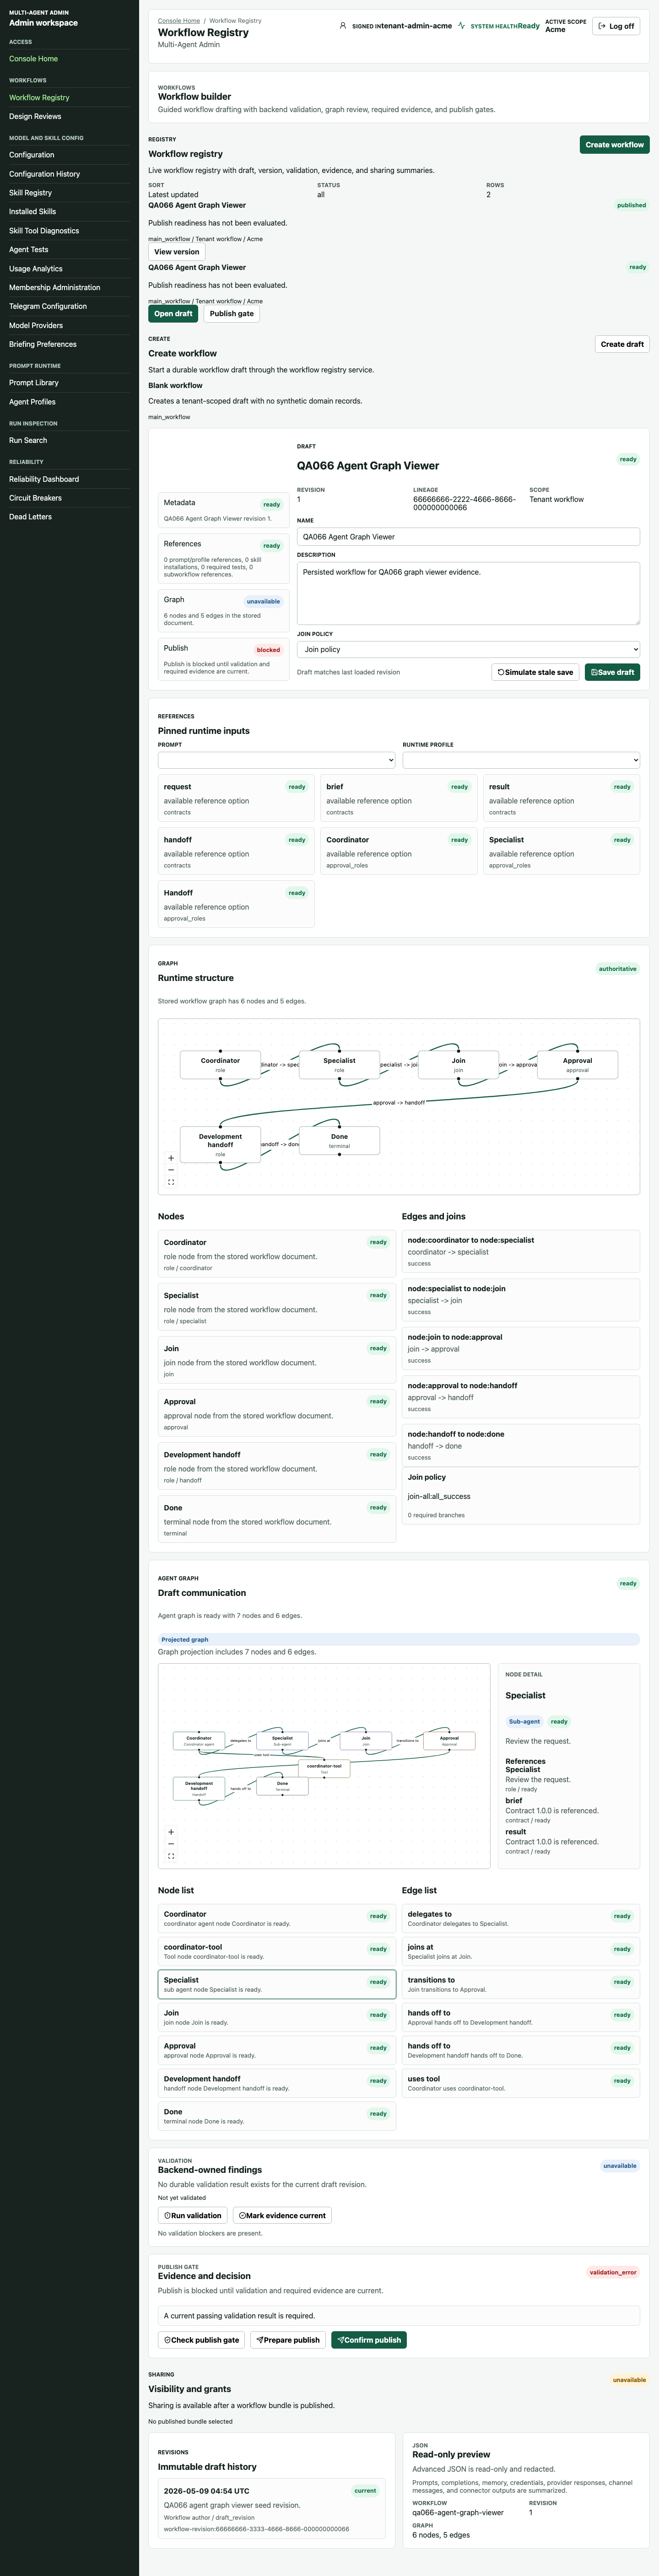 MULTI-AGENT ADMIN
Admin workspace
ACCESS
Console Home
WORKFLOWS
Workflow Registry
Design Reviews
MODEL AND SKILL CONFIG
Configuration
Configuration History
Skill Registry
Installed Skills
Skill Tool Diagnostics
Agent Tests
Usage Analytics
Membership Administration
Telegram Configuration
Model Providers
Briefing Preferences
PROMPT RUNTIME
Prompt Library
Agent Profiles
RUN INSPECTION
Run Search
RELIABILITY
Reliability Dashboard
Circuit Breakers
Dead Letters
Console Home / Workflow Registry
Workflow Registry
Multi-Agent Admin
SIGNED IN tenant-admin-acme
SYSTEM HEALTH Ready
ACTIVE SCOPE
Acme
Log off
WORKFLOWS
Workflow builder
Guided workflow drafting with backend validation, graph review, required evidence, and publish gates.
REGISTRY
Workflow registry
Create workflow
Live workflow registry with draft, version, validation, evidence, and sharing summaries.
SORT
Latest updated
STATUS
all
ROWS
2
QA066 Agent Graph Viewer
published
Publish readiness has not been evaluated.
main_workflow / Tenant workflow / Acme
View version
QA066 Agent Graph Viewer
ready
Publish readiness has not been evaluated.
main_workflow / Tenant workflow / Acme
Open draft
Publish gate
CREATE
Create workflow
Create draft
Start a durable workflow draft through the workflow registry service.
Blank workflow
Creates a tenant-scoped draft with no synthetic domain records.
main_workflow
Metadata
ready
QA066 Agent Graph Viewer revision 1.
References
ready
0 prompt/profile references, 0 skill
installations, 0 required tests, 0
subworkflow references.
Graph
unavailable
6 nodes and 5 edges in the stored
document.
Publish
blocked
Publish is blocked until validation and
required evidence are current.
DRAFT
QA066 Agent Graph Viewer
ready
REVISION
1
LINEAGE
66666666-2222-4666-8666-
000000000066
SCOPE
Tenant workflow
NAME
QA066 Agent Graph Viewer
DESCRIPTION
Persisted workflow for QA066 graph viewer evidence.
JOIN POLICY
Join policy
Draft matches last loaded revision
Simulate stale save
Save draft
REFERENCES
Pinned runtime inputs
PROMPT
RUNTIME PROFILE
request
ready
available reference option
contracts
brief
ready
available reference option
contracts
result
ready
available reference option
contracts
handoff
ready
available reference option
contracts
Coordinator
ready
available reference option
approval_roles
Specialist
ready
available reference option
approval_roles
Handoff
ready
available reference option
approval_roles
GRAPH
Runtime structure
authoritative
Stored workflow graph has 6 nodes and 5 edges.
Coordinator
role
Specialist
role
Join
join
Approval
approval
approval -> handoff
Development
handoff
role
Done
terminal
Nodes
Coordinator
ready
role node from the stored workflow document.
role / coordinator
Specialist
ready
role node from the stored workflow document.
role / specialist
Join
ready
join node from the stored workflow document.
join
Approval
ready
approval node from the stored workflow document.
approval
Development handoff
ready
role node from the stored workflow document.
role / handoff
Done
ready
terminal node from the stored workflow document.
terminal
Edges and joins
node:coordinator to node:specialist
coordinator -> specialist
success
node:specialist to node:join
specialist -> join
success
node:join to node:approval
join -> approval
success
node:approval to node:handoff
approval -> handoff
success
node:handoff to node:done
handoff -> done
success
Join policy
join-all:all_success
0 required branches
AGENT GRAPH
Draft communication
ready
Agent graph is ready with 7 nodes and 6 edges.
Projected graph
Graph projection includes 7 nodes and 6 edges.
Coordinator
Coordinator agent
delegates to
Specialist
Sub-agent
joins at
Join
Join
transitions to
Approval
Approval
uses tool
coordinator-tool
Tool
Development
handoff
Handoff
hands off to
Done
Terminal
NODE DETAIL
Specialist
Sub-agent
ready
Review the request.
References
Specialist
Review the request.
role / ready
brief
Contract 1.0.0 is referenced.
contract / ready
result
Contract 1.0.0 is referenced.
contract / ready
Node list
Coordinator
ready
coordinator agent node Coordinator is ready.
coordinator-tool
ready
Tool node coordinator-tool is ready.
Specialist
ready
sub agent node Specialist is ready.
Join
ready
join node Join is ready.
Approval
ready
approval node Approval is ready.
Development handoff
ready
handoff node Development handoff is ready.
Done
ready
terminal node Done is ready.
Edge list
delegates to
ready
Coordinator delegates to Specialist.
joins at
ready
Specialist joins at Join.
transitions to
ready
Join transitions to Approval.
hands off to
ready
Approval hands off to Development handoff.
hands off to
ready
Development handoff hands off to Done.
uses tool
ready
Coordinator uses coordinator-tool.
VALIDATION
Backend-owned findings
unavailable
No durable validation result exists for the current draft revision.
Not yet validated
Run validation
Mark evidence current
No validation blockers are present.
PUBLISH GATE
Evidence and decision
validation_error
Publish is blocked until validation and required evidence are current.
A current passing validation result is required.
Check publish gate
Prepare publish
Confirm publish
SHARING
Visibility and grants
unavailable
Sharing is available after a workflow bundle is published.
No published bundle selected
REVISIONS
Immutable draft history
2026-05-09 04:54 UTC
current
QA066 agent graph viewer seed revision.
Workflow author / draft_revision
workflow-revision:66666666-3333-4666-8666-000000000066
JSON
Read-only preview
Advanced JSON is read-only and redacted.
Prompts, completions, memory, credentials, provider responses, channel
messages, and connector outputs are summarized.
WORKFLOW
qa066-agent-graph-viewer
REVISION
1
GRAPH
6 nodes, 5 edges